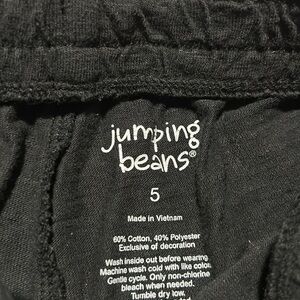 jumping
beans®
5
Made in Vietnam
60% Cotton, 40% Polyester
Exclusive of decoration
Wash inside out before wearing
Machine wash cold with like color.
Gentle cycle. Only non-chlorine
bleach when needed.
Tumble dry low.